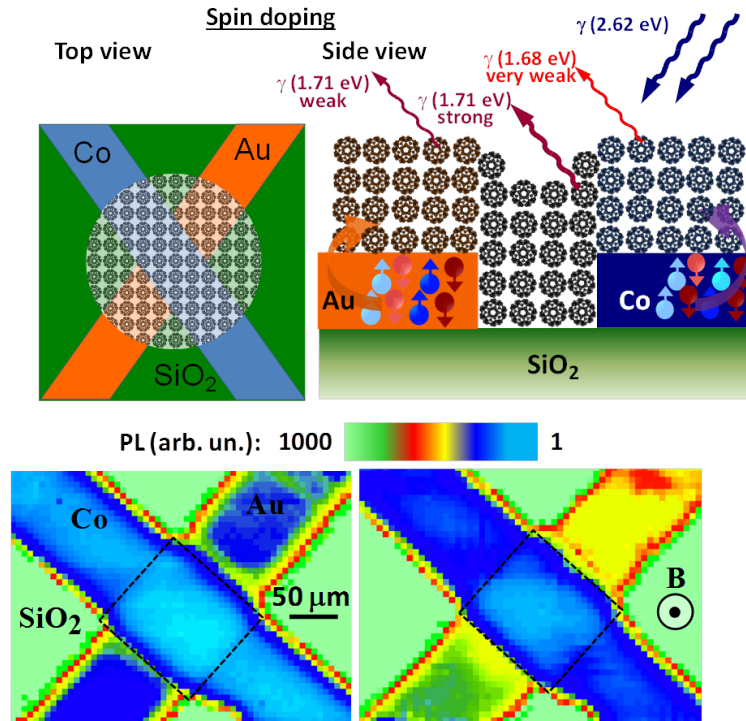 Spin doping
Top view
Side view
γ (2.62 eV)
γ (1.68 eV)
very weak
γ (1.71 eV)
weak
γ (1.71 eV)
strong
Co
Au
SiO₂
Au
Co
SiO₂
PL (arb. un.): 1000
1
Co
Au
SiO₂
50 μm
B